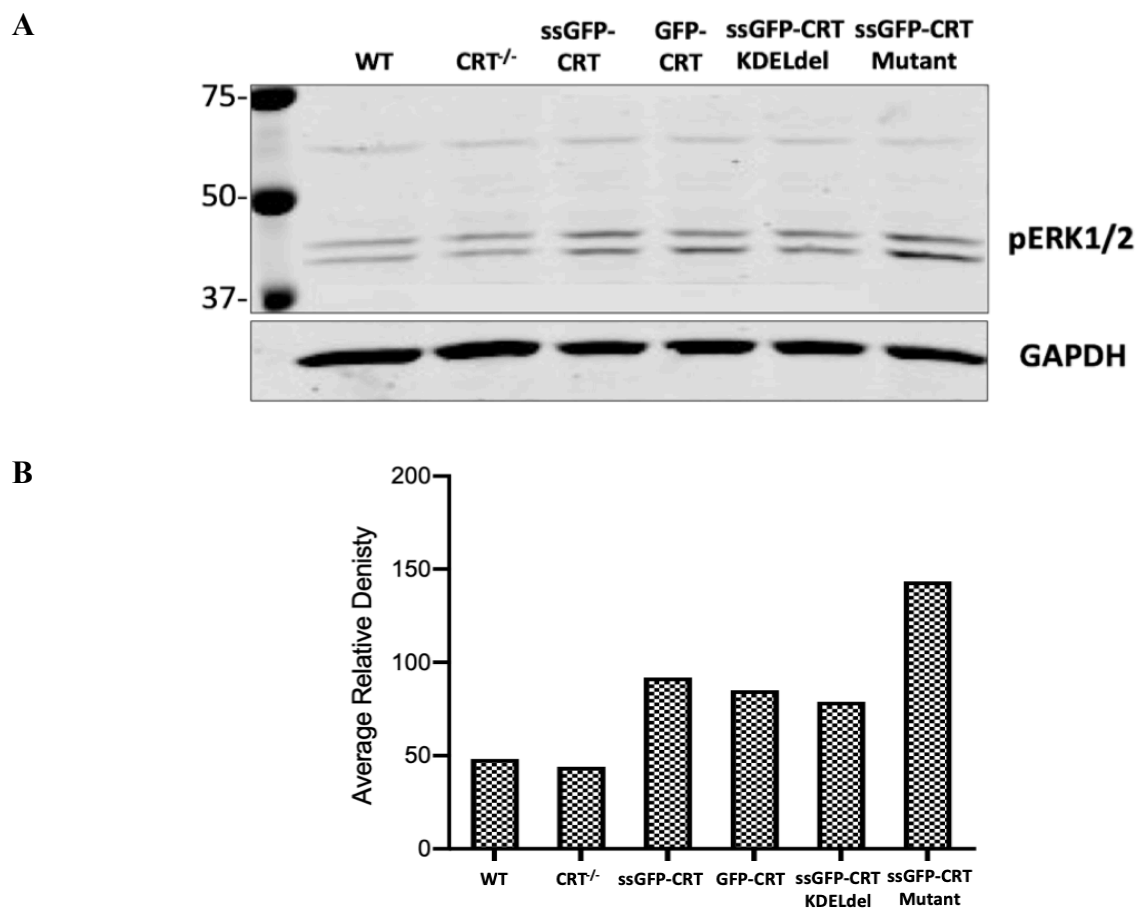 A
WT
CRT-/-
ssGFP-
CRT
GFP-
CRT
ssGFP-CRT
KDELdel
ssGFP-CRT
Mutant
75-
50-
37-
pERK1/2
GAPDH
B
Average Relative Denisty
200
150
100
50
0
WT
CRT-/-
ssGFP-CRT
GFP-CRT
ssGFP-CRT
KDELdel
ssGFP-CRT
Mutant